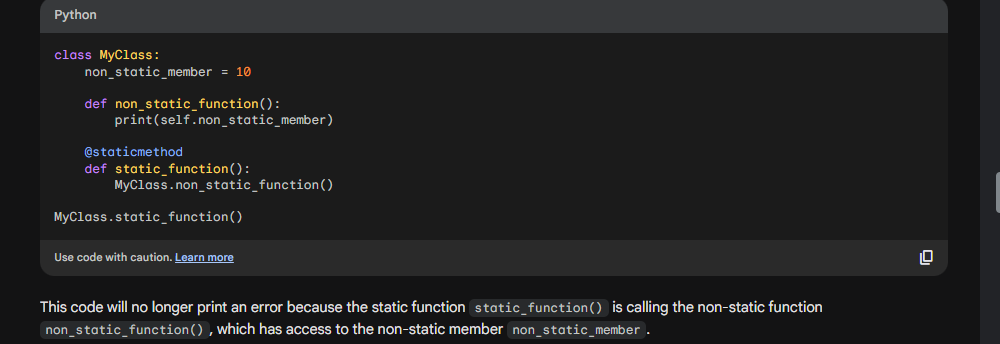 Python
class MyClass:
    non_static_member = 10
    def non_static_function():
        print(self.non_static_member)
    @staticmethod
    def static_function():
        MyClass.non_static_function()
MyClass.static_function()
Use code with caution. Learn more
This code will no longer print an error because the static function static_function() is calling the non-static function
non_static_function(), which has access to the non-static member non_static_member.